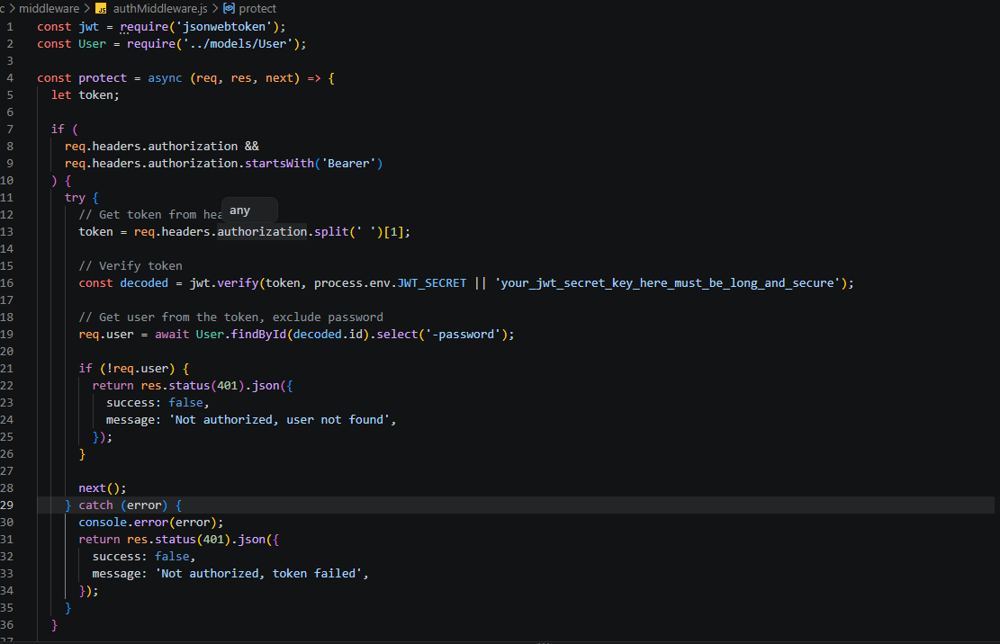 c > middleware > JS authMiddleware.js > protect
1 const jwt = require('jsonwebtoken');
2 const User = require('../models/User');
3
4 const protect = async (req, res, next) => {
5 let token;
6
7 if (
8 req.headers.authorization &&
9 req.headers.authorization.startsWith('Bearer')
10 ) {
11 try {
any
12 // Get token from hea
13 token = req.headers.authorization.split(' ')[1];
14
15 // Verify token
16 const decoded = jwt.verify(token, process.env.JWT_SECRET || 'your_jwt_secret_key_here_must_be_long_and_secure');
17
18 // Get user from the token, exclude password
19 req.user = await User.findById(decoded.id).select('-password');
20
21 if (!req.user) {
22 return res.status(401).json({
23 success: false,
24 message: 'Not authorized, user not found',
25 });
26 }
27
28 next();
29 } catch (error) {
30 console.error(error);
31 return res.status(401).json({
32 success: false,
33 message: 'Not authorized, token failed',
34 });
35 }
36 }
37